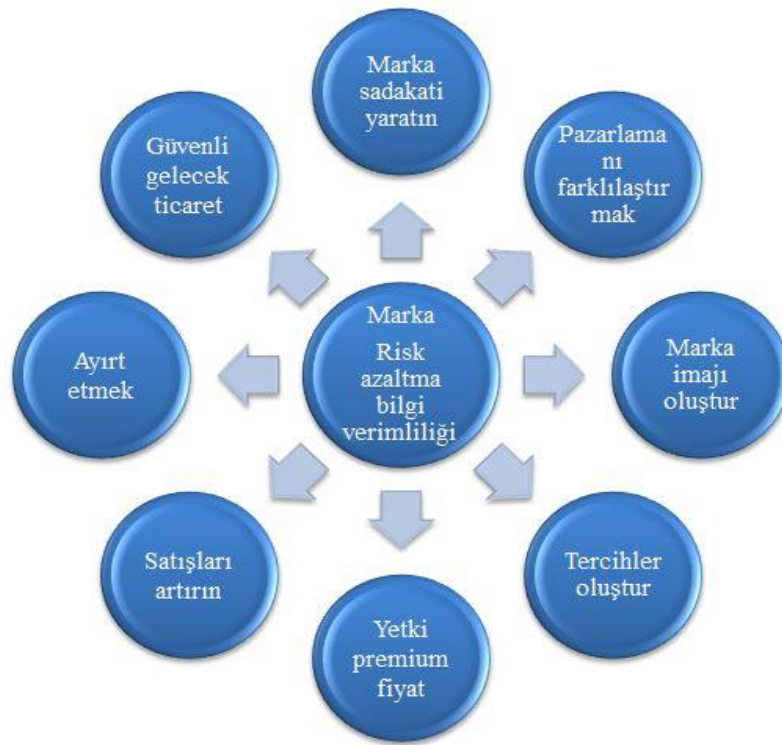 Marka
sadakati
yaratın
Pazarlama
nı
farklılaştır
mak
Marka
imajı
oluştur
Tercihler
oluştur
Yetki
premium
fiyat
Satışları
artırın
Ayırt
etmek
Güvenli
gelecek
ticaret
Marka
Risk
azaltma
bilgi
verimliliği